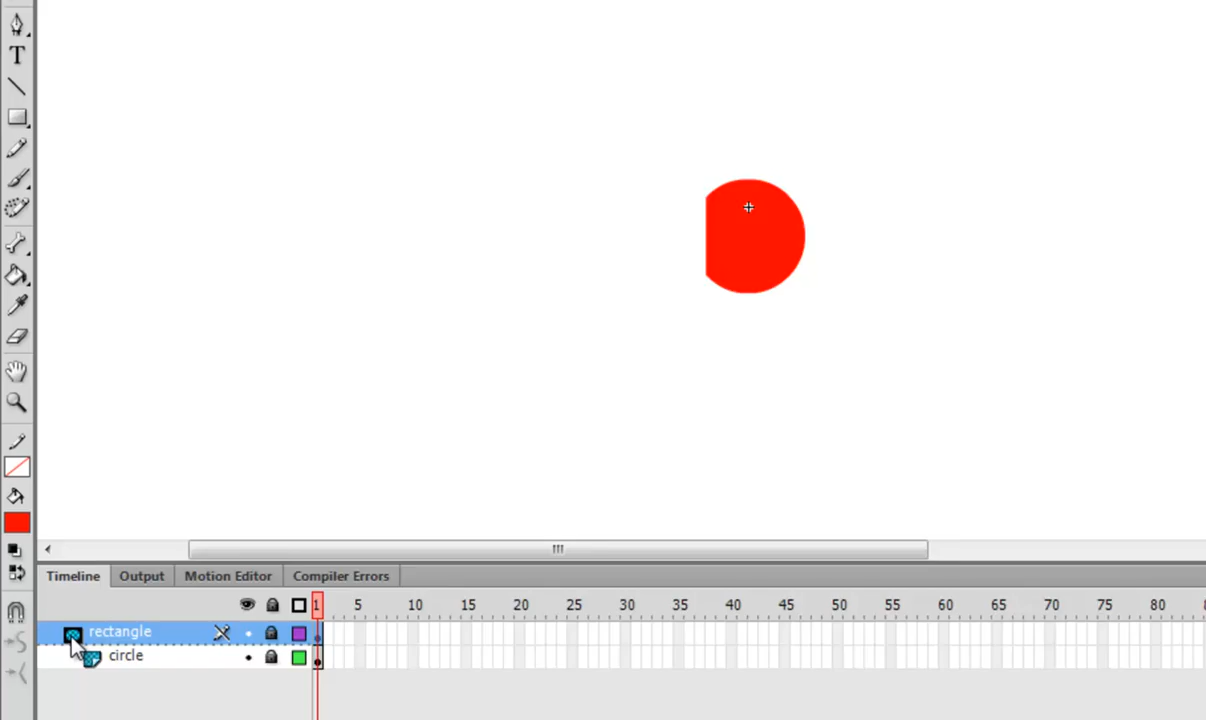 T
Timeline Output Motion Editor Compiler Errors
1 5 10 15 20 25 30 35 40 45 50 55 60 65 70 75 80
rectangle
circle